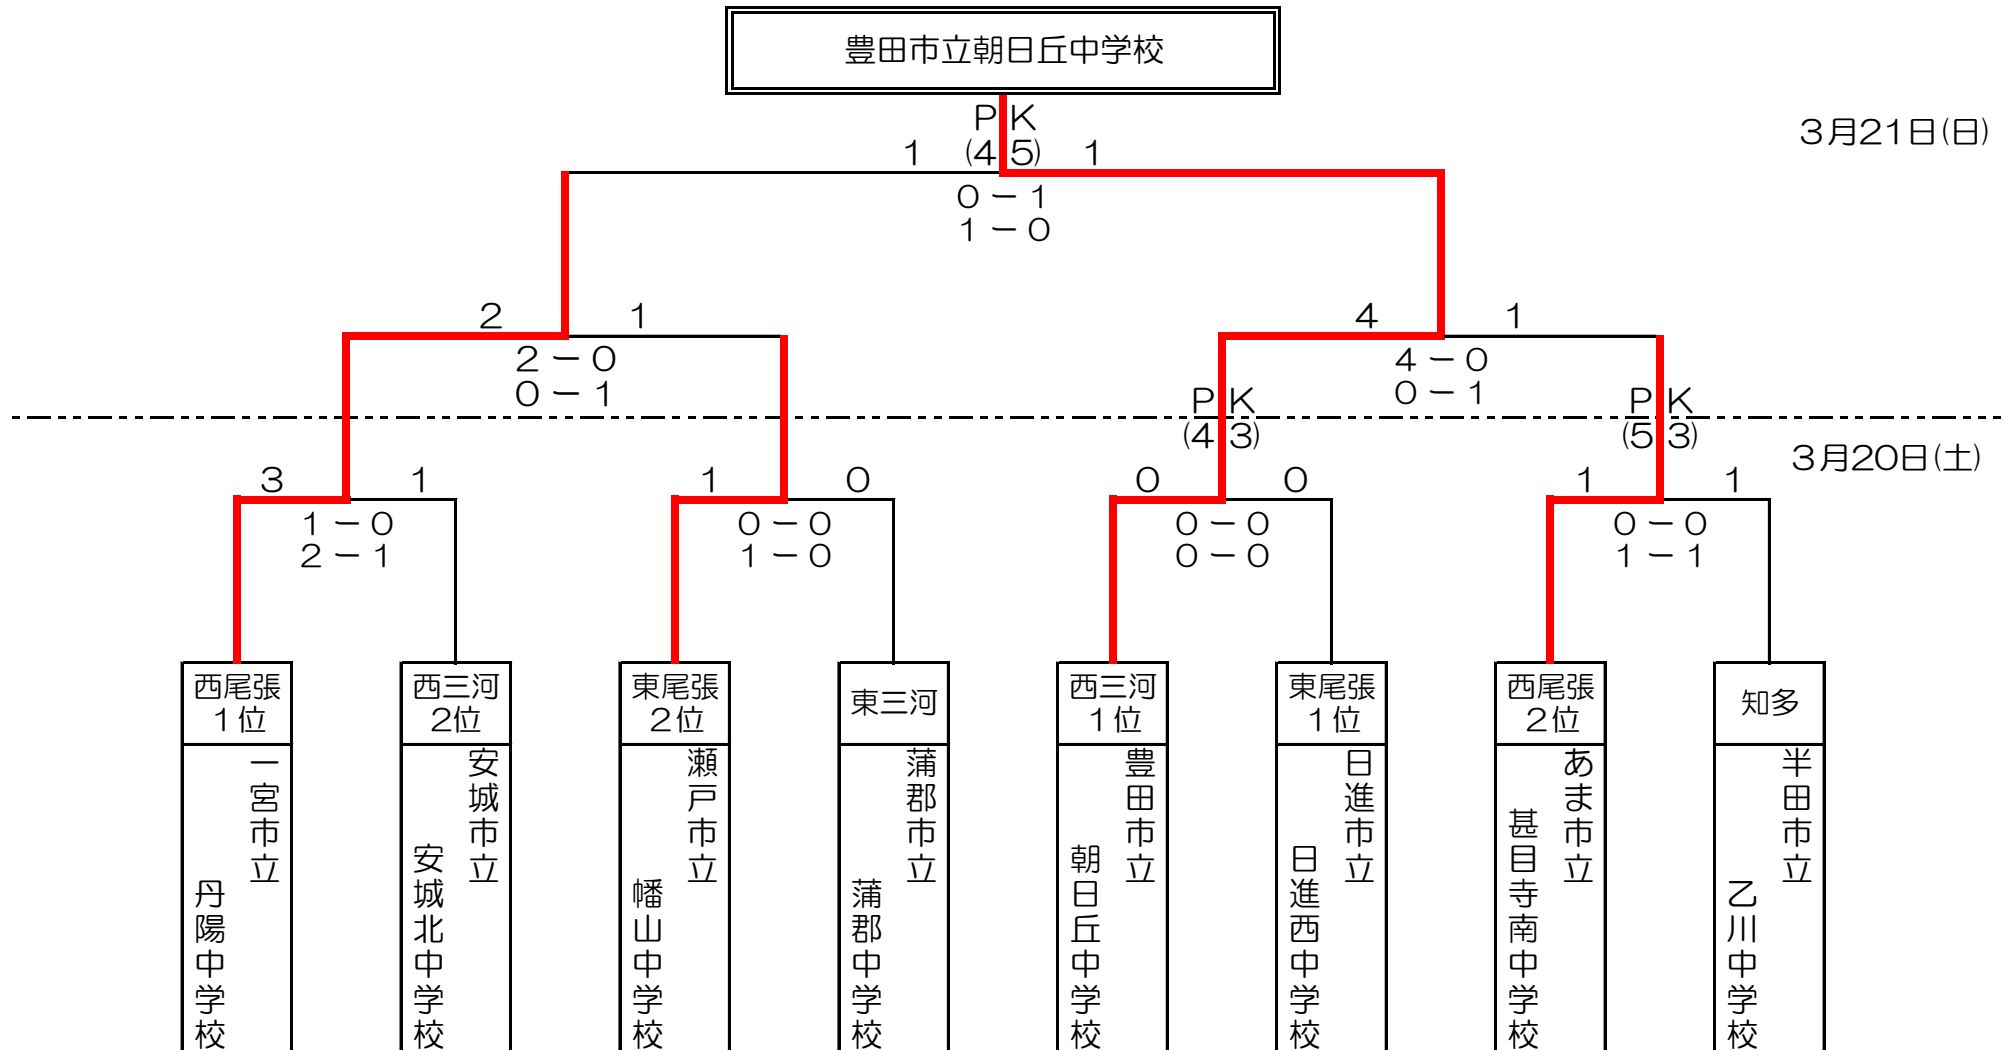 豊田市立朝日丘中学校
PK
1 (4 5) 1
3月21日(日)
0-1
1-0
2 1
4 1
2-0
0-1
4-0
0-1
PK
(4 3)
PK
(5 3)
3月20日(土)
3 1
1 0
0 0
1 1
1-0
2-1
0-0
1-0
0-0
0-0
0-0
1-1
西尾張
1位
西三河
2位
東尾張
2位
東三河
西三河
1位
東尾張
1位
西尾張
2位
知多
一宮市立
丹陽中学校
安城市立
安城北中学校
瀬戸市立
幡山中学校
蒲郡市立
蒲郡中学校
豊田市立
朝日丘中学校
日進市立
日進西中学校
あま市立
甚目寺南中学校
半田市立
乙川中学校